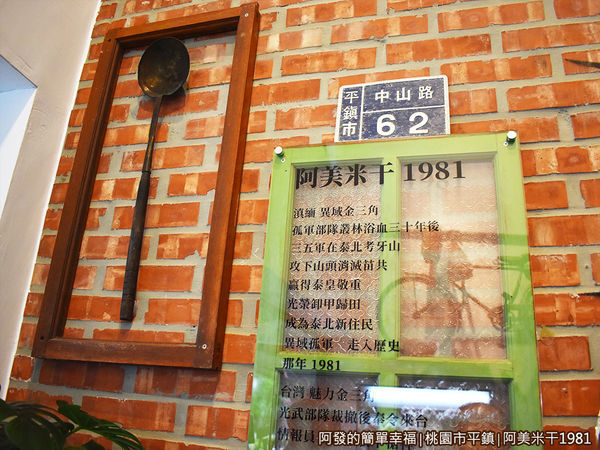 平鎮市
中山路
62
阿美米干 1981
滇緬 異域金三角
孤軍部隊叢林浴血三十年後
三五軍在泰北考牙山
攻下山頭消滅苗共
贏得泰皇敬重
光榮卸甲歸田
成為泰北新住民
異域孤軍 走入歷史
那年 1981
台灣 魅力金三角
光武部隊裁撤後奉令來台
情報員
阿發的簡單幸福|桃園市平鎮|阿美米干1981